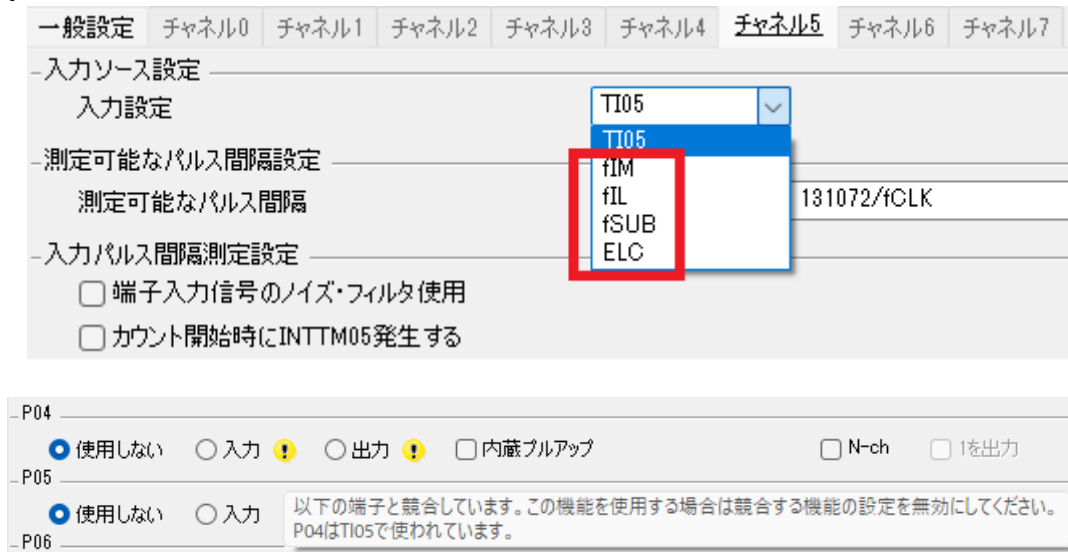 一般設定 チャネル0 チャネル1 チャネル2 チャネル3 チャネル4 チャネル5 チャネル6 チャネル7
入力ソース設定
入力設定 TI05
TI05
fIM
fIL
fSUB
ELC
測定可能なパルス間隔設定
測定可能なパルス間隔 131072/fCLK
入力パルス間隔測定設定
端子入力信号のノイズ・フィルタ使用
カウント開始時にINTTM05発生する
P04
使用しない 入力 出力 内蔵プルアップ N-ch 1を出力
P05
使用しない 入力
以下の端子と競合しています。この機能を使用する場合は競合する機能の設定を無効にしてください。
P04はTI05で使われています。
P06